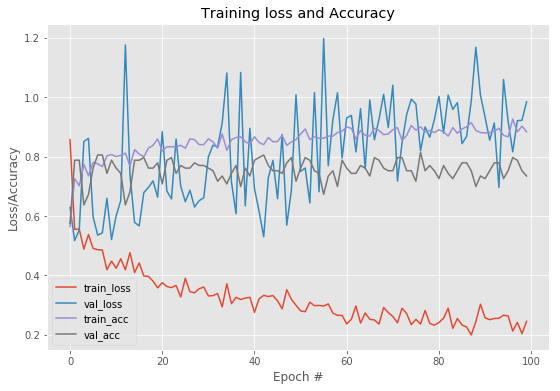 Training loss and Accuracy
Loss/Accuracy
1.2
1.0
0.8
0.6
0.4
0.2
train_loss
val_loss
train_acc
val_acc
0
20
40
60
80
100
Epoch #